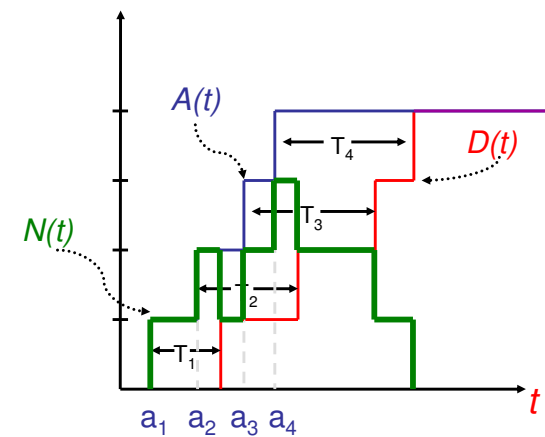 A(t)
T₄
D(t)
T₃
N(t)
T₂
T₁
t
a₁ a₂ a₃ a₄